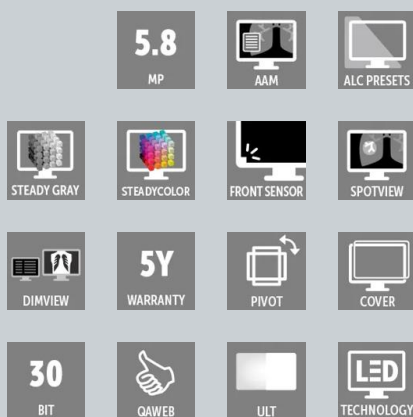 5.8
MP
AAM
ALC PRESETS
STEADY GRAY
STEADYCOLOR
FRONT SENSOR
SPOTVIEW
DIMVIEW
5Y
WARRANTY
PIVOT
COVER
30
BIT
QAWEB
ULT
LED
TECHNOLOGY